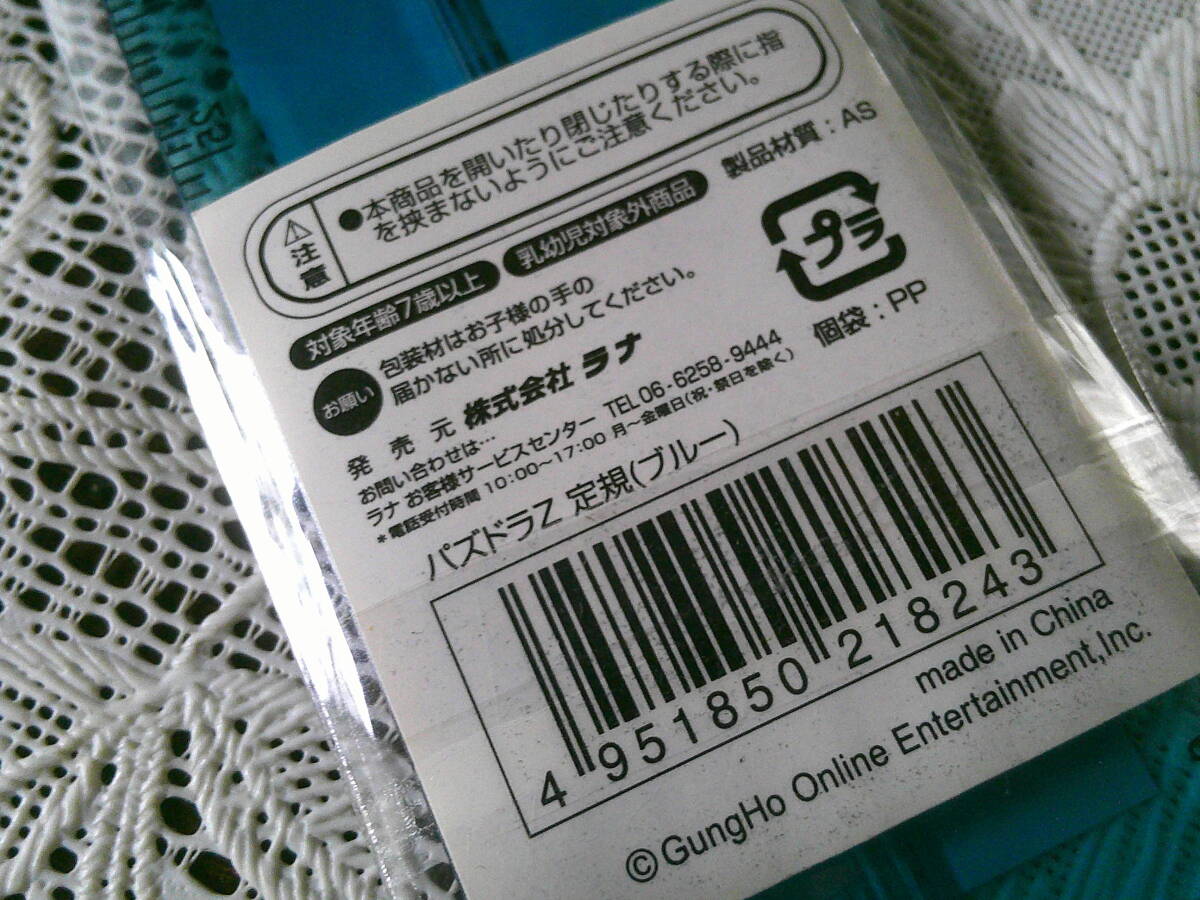 ⚠注意
●本商品を開いたり閉じたりする際に指
を挟まないようにご注意ください。
対象年齢7歳以上
乳幼児対象外商品
製品材質:AS
プラ
個袋:PP
お願い
包装材はお子様の手の
届かない所に処分してください。
発 売 元 株式会社 ラナ
お問い合わせは…
ラナ お客様サービスセンター TEL 06-6258-9444
*電話受付時間 10:00〜17:00 月〜金曜日(祝・祭日を除く)
パズドラZ 定規(ブルー)
4 951850 218243
made in China
©GungHo Online Entertainment,Inc.